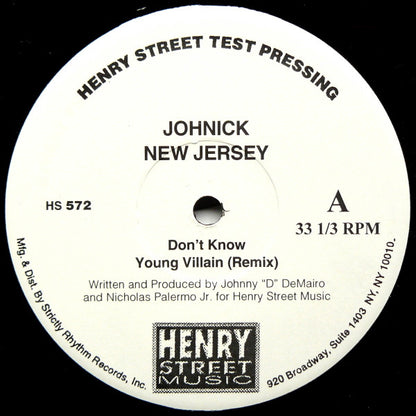 HENRY STREET TEST PRESSING
JOHNICK
NEW JERSEY
HS 572
A
33 1/3 RPM
Don't Know
Young Villain (Remix)
Written and Produced by Johnny "D" DeMairo
and Nicholas Palermo Jr. for Henry Street Music
Mfg. & Dist. By Strictly Rhythm Records, Inc.
920 Broadway, Suite 1403 NY, NY 10010.
HENRY
STREET
MUSIC